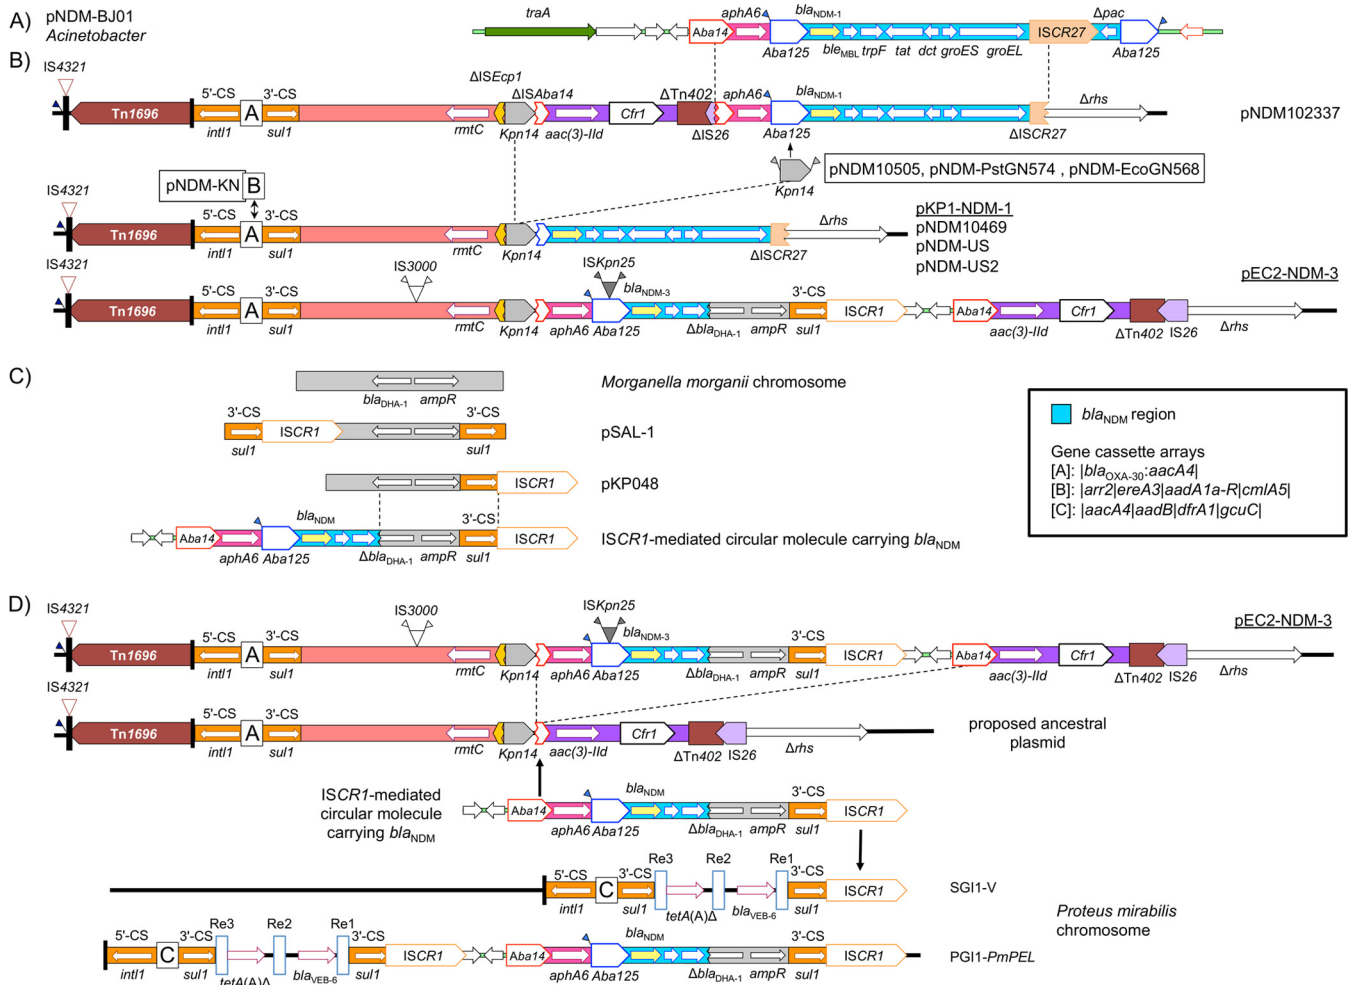 A) pNDM-BJ01
Acinetobacter
traA Aba14 aphA6 blaNDM-1 ISCR27 Δpac
Aba125 bleMBL trpF tat dct groES groEL Aba125
B)
IS4321 ΔISEcp1
5'-CS 3'-CS ΔISAba14 ΔTn402 aphA6 blaNDM-1 Δrhs
Tn1696 A Cfr1 pNDM102337
intI1 sul1 rmtC Kpn14 aac(3)-IId ΔIS26 Aba125 ΔISCR27
Kpn14 pNDM10505, pNDM-PstGN574 , pNDM-EcoGN568
IS4321 pNDM-KN B
5'-CS 3'-CS Δrhs pKP1-NDM-1
Tn1696 A pNDM10469
intI1 sul1 rmtC Kpn14 ΔISCR27 pNDM-US
pNDM-US2
IS4321 IS3000 ISKpn25 pEC2-NDM-3
5'-CS 3'-CS blaNDM-3 3'-CS
Tn1696 A ISCR1 Aba14 Cfr1 IS26
intI1 sul1 rmtC Kpn14 aphA6 Aba125 ΔblaDHA-1 ampR sul1 aac(3)-IId ΔTn402 Δrhs
C)
Morganella morganii chromosome
blaDHA-1 ampR
3'-CS 3'-CS
ISCR1 pSAL-1
sul1 sul1
ISCR1 pKP048
blaNDM 3'-CS
Aba14 ISCR1 ISCR1-mediated circular molecule carrying blaNDM
aphA6 Aba125 ΔblaDHA-1 ampR sul1
blaNDM region
Gene cassette arrays
[A]: |blaOXA-30:aacA4|
[B]: |arr2|ereA3|aadA1a-R|cmlA5|
[C]: |aacA4|aadB|dfrA1|gcuC|
D)
IS4321 IS3000 ISKpn25 pEC2-NDM-3
5'-CS 3'-CS blaNDM-3 3'-CS
Tn1696 A ISCR1 Aba14 Cfr1
intI1 sul1 rmtC Kpn14 aphA6 Aba125 ΔblaDHA-1 ampR sul1 aac(3)-IId ΔTn402 IS26 Δrhs
IS4321
5'-CS 3'-CS
Tn1696 A Cfr1 proposed ancestral
intI1 sul1 rmtC Kpn14 aac(3)-IId ΔTn402 IS26 Δrhs plasmid
ISCR1-mediated blaNDM 3'-CS
circular molecule Aba14 ISCR1
carrying blaNDM aphA6 Aba125 ΔblaDHA-1 ampR sul1
5'-CS 3'-CS Re3 Re2 Re1 3'-CS
C ISCR1 SGI1-V
intI1 sul1 tetA(A)Δ blaVEB-6 sul1
Proteus mirabilis
chromosome
5'-CS 3'-CS Re3 Re2 Re1 3'-CS blaNDM 3'-CS
C ISCR1 Aba14 ISCR1 PGI1-PmPEL
intI1 sul1 tetA(A)Δ blaVEB-6 sul1 aphA6 Aba125 ΔblaDHA-1 ampR sul1